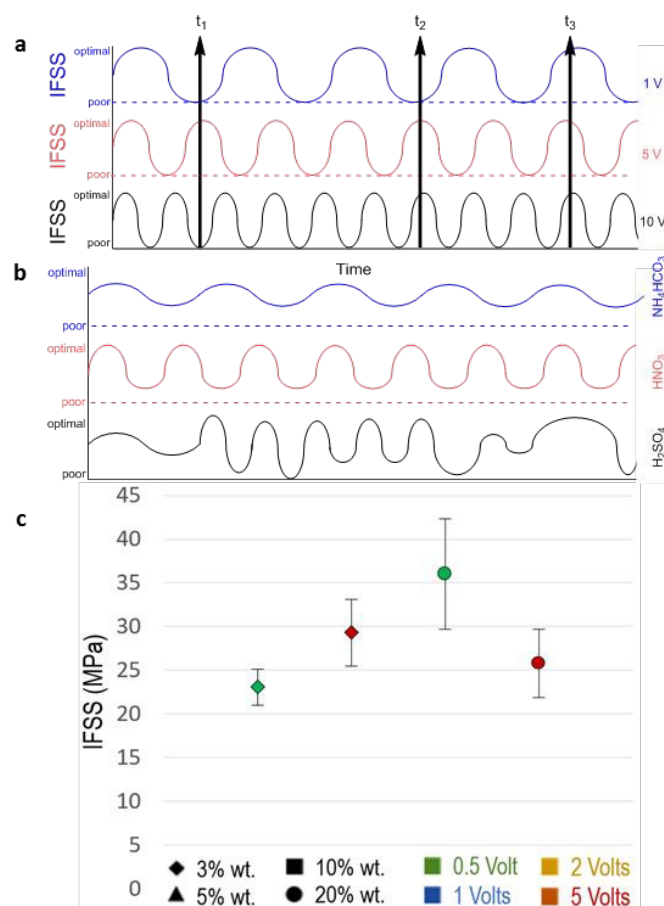 t1 t2 t3
a
optimal
IFSS
1 V
poor
optimal
IFSS
5 V
poor
optimal
IFSS
10 V
poor
Time
b
optimal
NH4HCO3
poor
optimal
HNO3
poor
optimal
H2SO4
poor
c
45
40
35
30
25
20
15
10
5
0
IFSS (MPa)
3% wt. 10% wt. 0.5 Volt 2 Volts
5% wt. 20% wt. 1 Volts 5 Volts